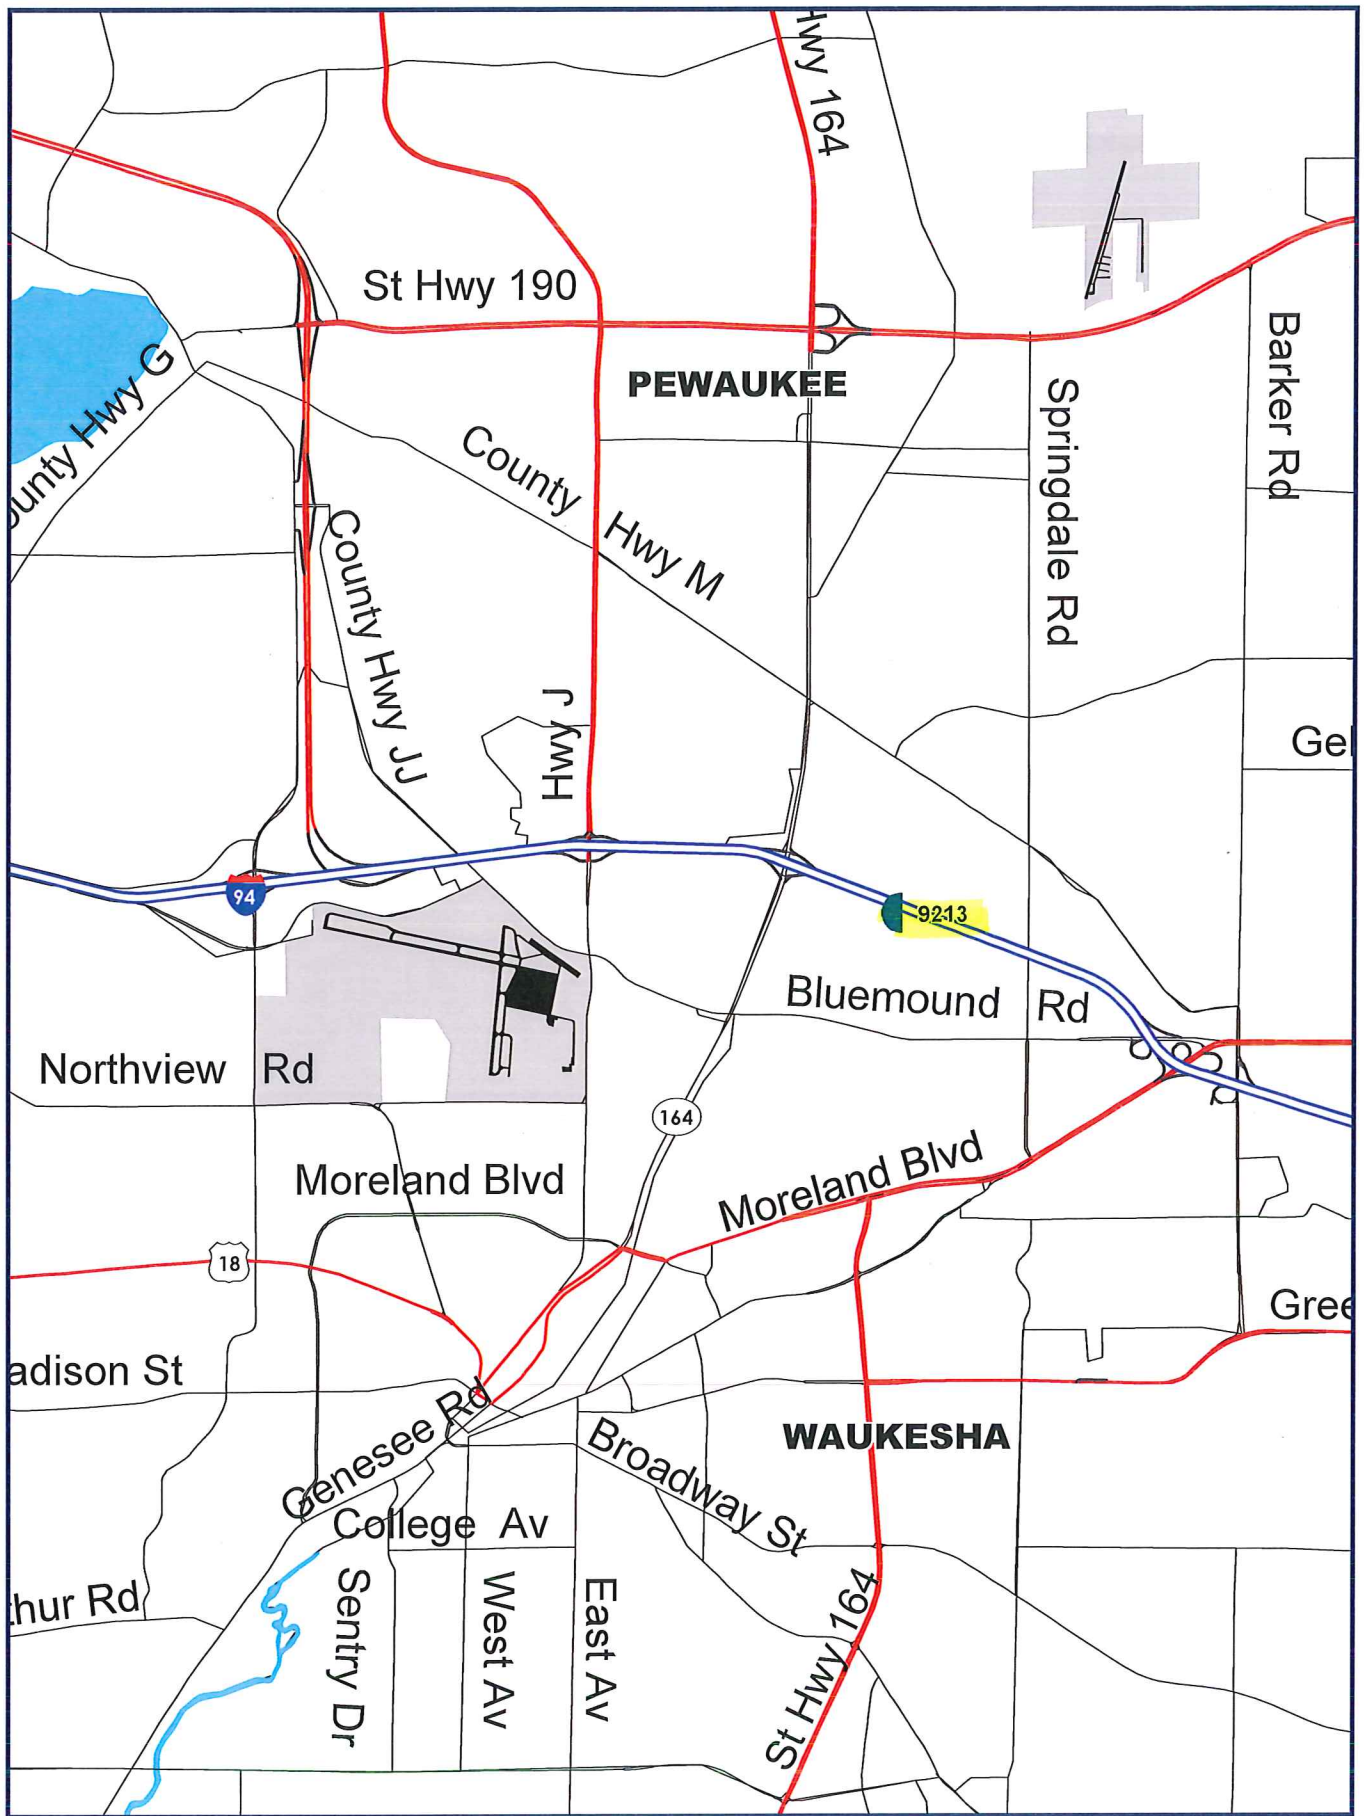 Hwy 164
St Hwy 190
PEWAUKEE
Barker Rd
Springdale Rd
ounty Hwy G
County Hwy M
County Hwy JJ
Hwy J
Gel
94
9213
Bluemound Rd
Northview Rd
164
Moreland Blvd
Moreland Blvd
18
Gree
adison St
Genesee Rd
WAUKESHA
Broadway St
College Av
thur Rd
Sentry Dr
West Av
East Av
St Hwy 164